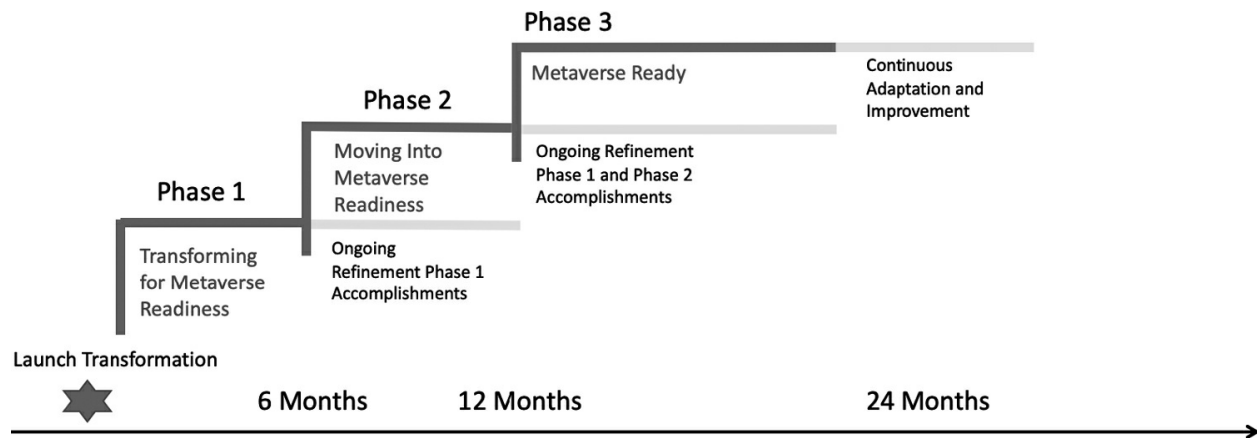 Phase 3
Metaverse Ready
Continuous
Adaptation and
Improvement
Phase 2
Moving Into
Metaverse
Readiness
Ongoing Refinement
Phase 1 and Phase 2
Accomplishments
Phase 1
Transforming
for Metaverse
Readiness
Ongoing
Refinement Phase 1
Accomplishments
Launch Transformation
6 Months
12 Months
24 Months